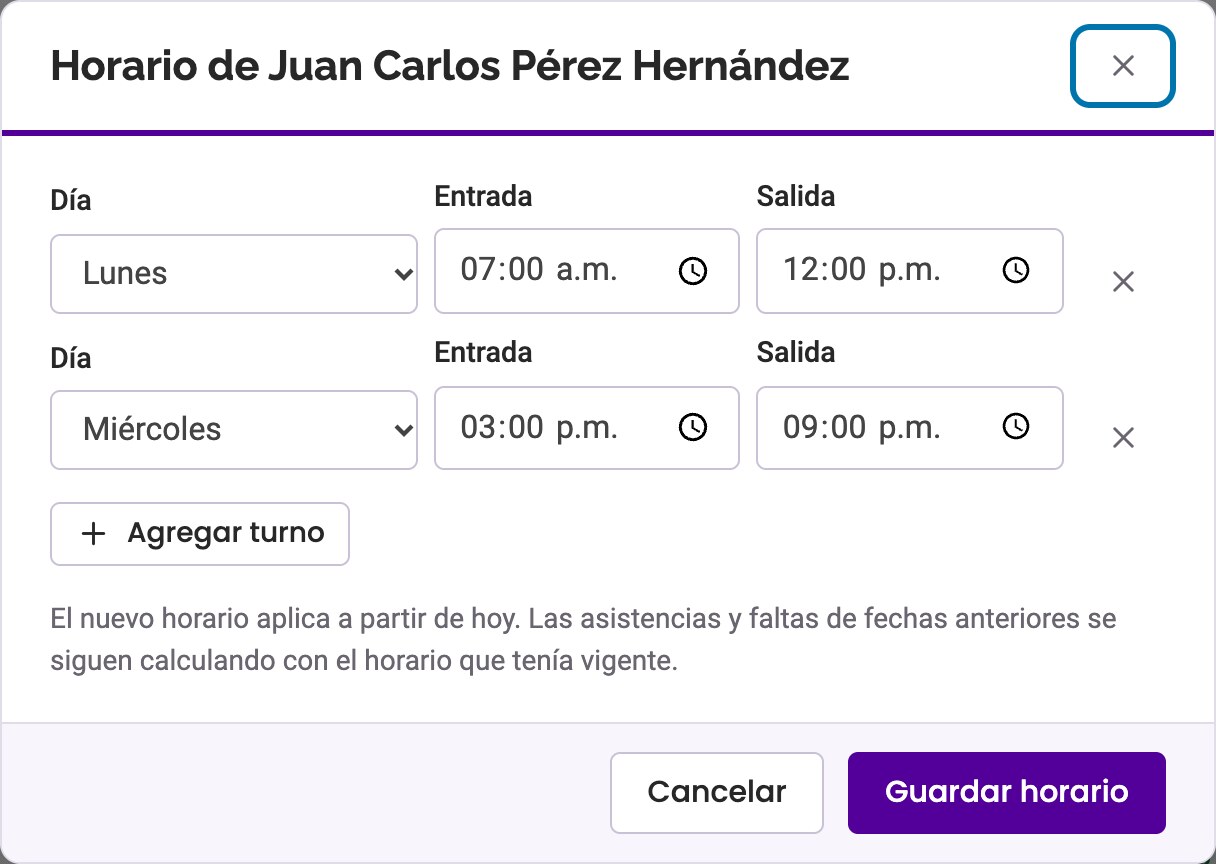 Horario de Juan Carlos Pérez Hernández
Día
Entrada
Salida
Lunes
07:00 a.m.
12:00 p.m.
Día
Entrada
Salida
Miércoles
03:00 p.m.
09:00 p.m.
Agregar turno
El nuevo horario aplica a partir de hoy. Las asistencias y faltas de fechas anteriores se
siguen calculando con el horario que tenía vigente.
Cancelar
Guardar horario